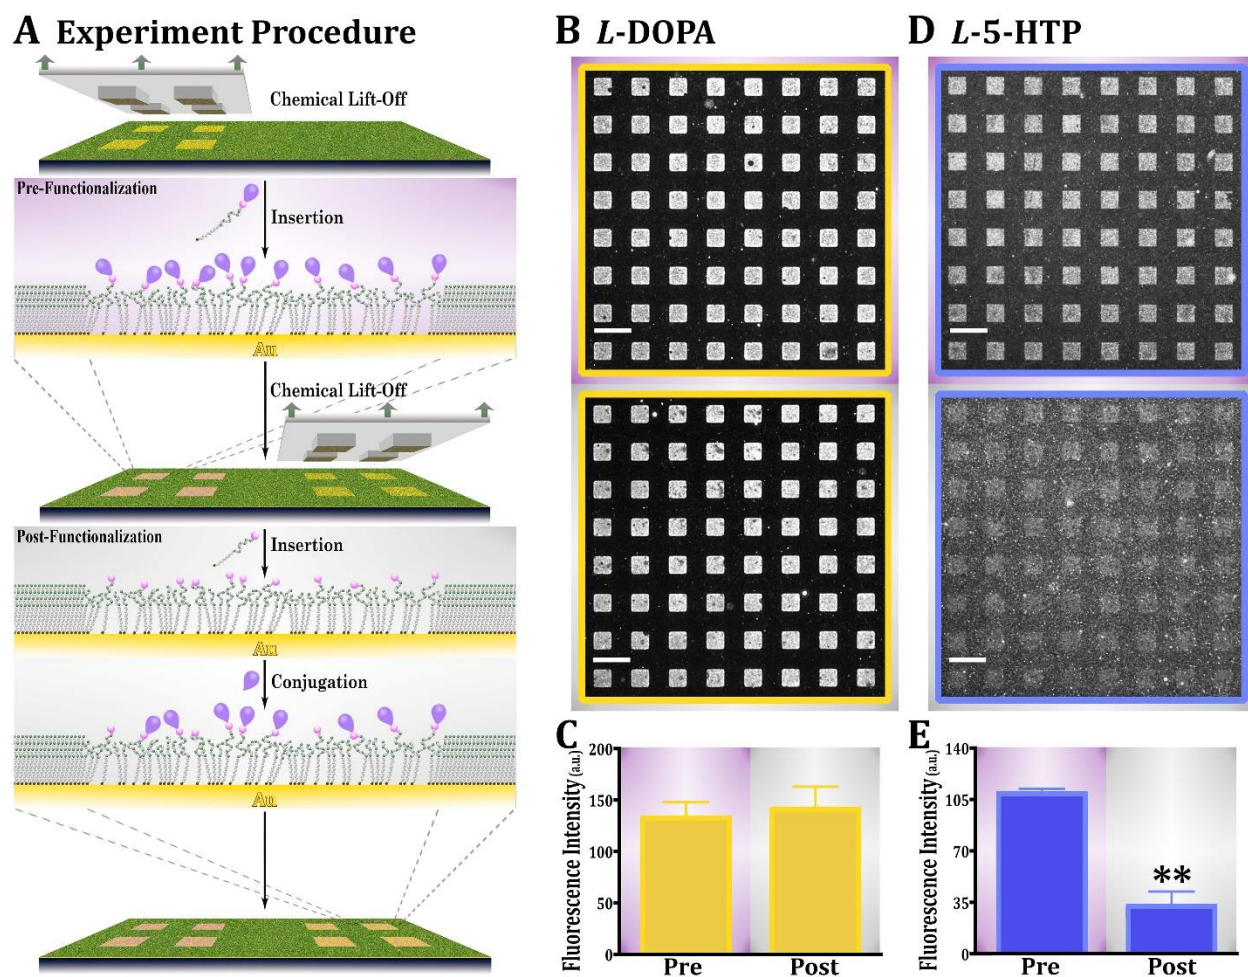 A Experiment Procedure
Chemical Lift-Off
Pre-Functionalization
Insertion
Au
Chemical Lift-Off
Post-Functionalization
Insertion
Au
Conjugation
Au
B L-DOPA
C
Fluorescence Intensity (a.u.)
200
150
100
50
0
Pre
Post
D L-5-HTP
E
Fluorescence Intensity (a.u.)
140
105
70
35
0
**
Pre
Post